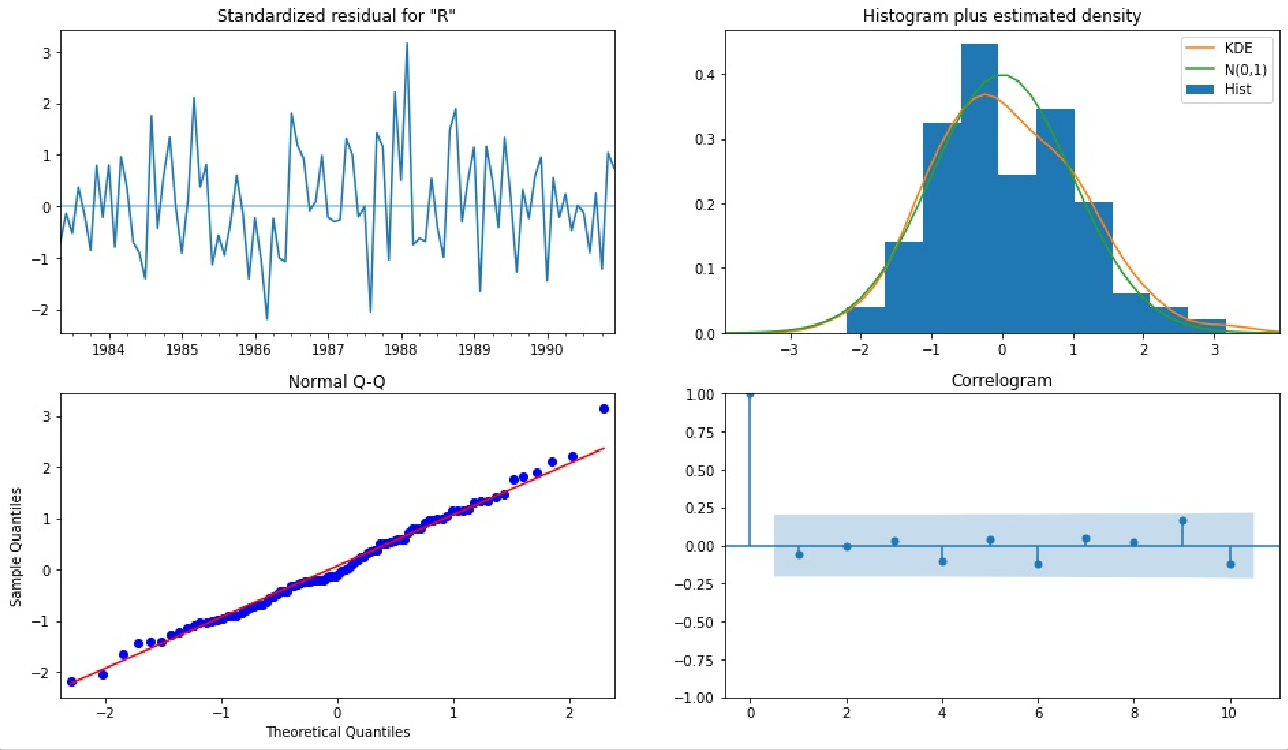 Standardized residual for "R"
3
2
1
0
−1
−2
1984 1985 1986 1987 1988 1989 1990
Histogram plus estimated density
KDE
N(0,1)
Hist
0.4
0.3
0.2
0.1
0.0
−3 −2 −1 0 1 2 3
Normal Q-Q
Sample Quantiles
3
2
1
0
−1
−2
−2 −1 0 1 2
Theoretical Quantiles
Correlogram
1.00
0.75
0.50
0.25
0.00
−0.25
−0.50
−0.75
−1.00
0 2 4 6 8 10